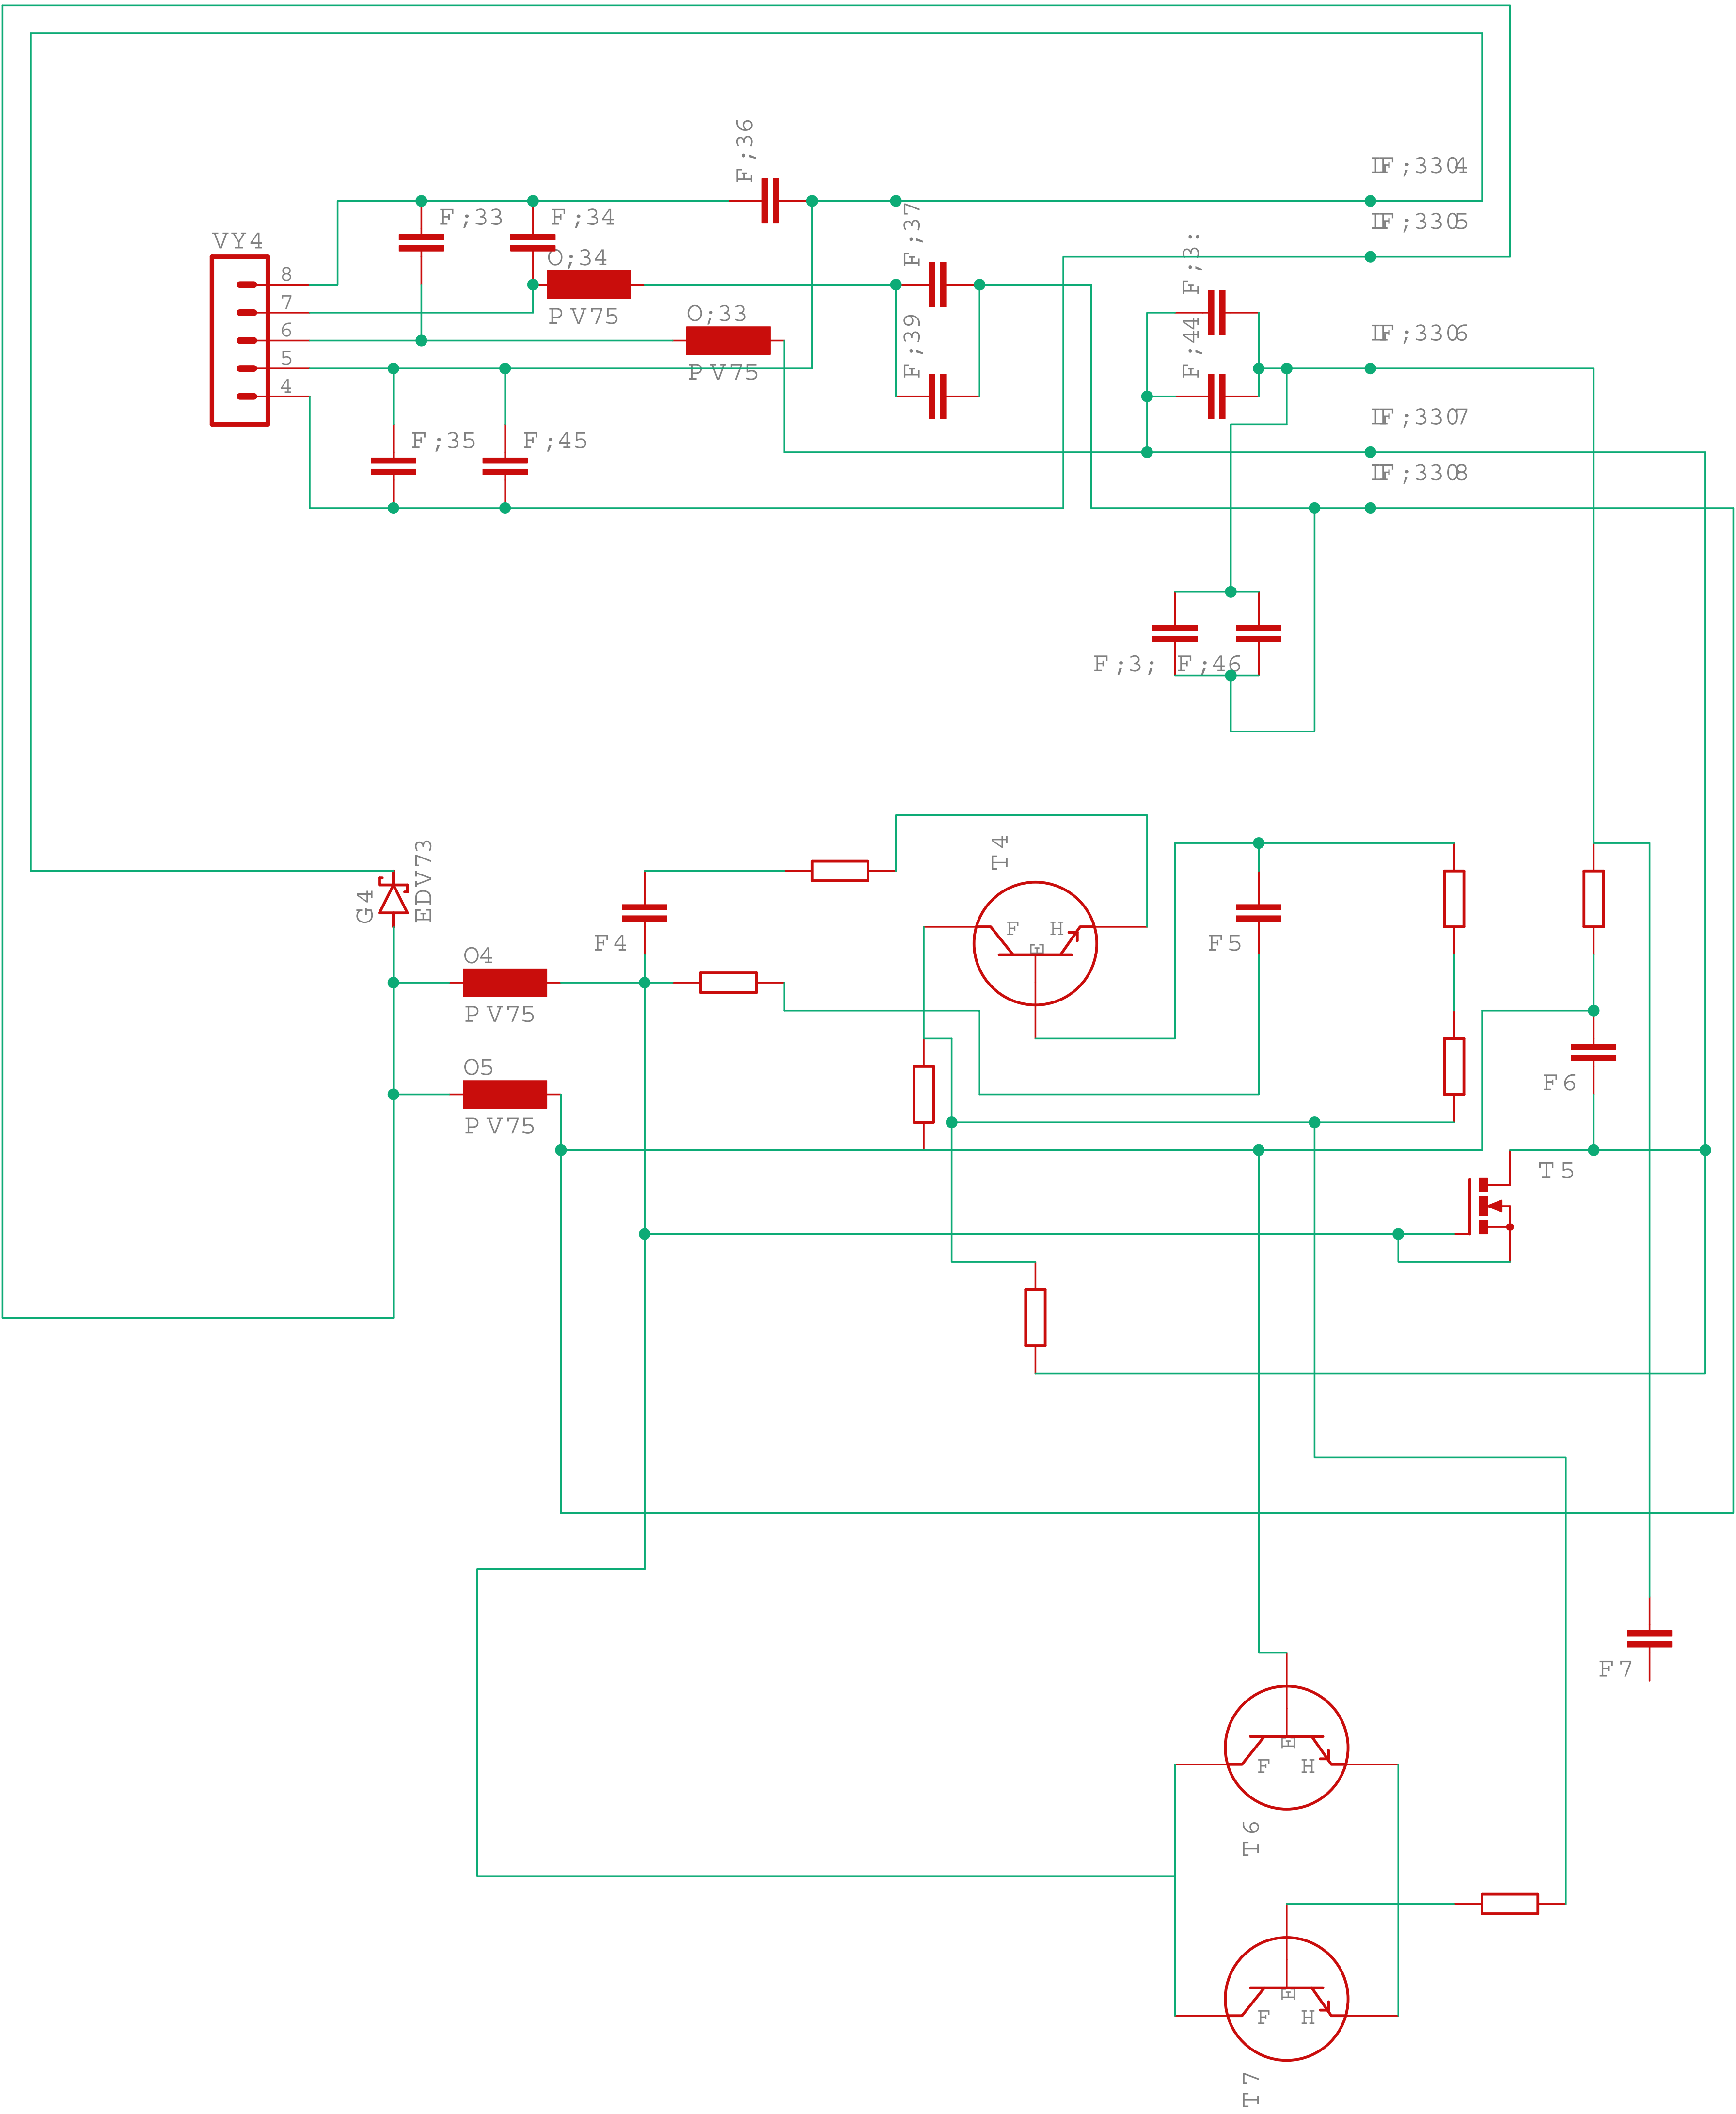 F;36
IF;3304
F;33
F;34
F;37
IF;3305
VY4
O;34
F;3:
8
7
PV75
O;33
F;39
F;44
IF;3306
6
5
PV75
4
IF;3307
F;35
F;45
IF;3308
F;3;
F;46
T4
EDV73
G4
F
H
E
F4
F5
O4
PV75
O5
F6
PV75
T5
F7
E
F
H
T6
E
F
H
T7